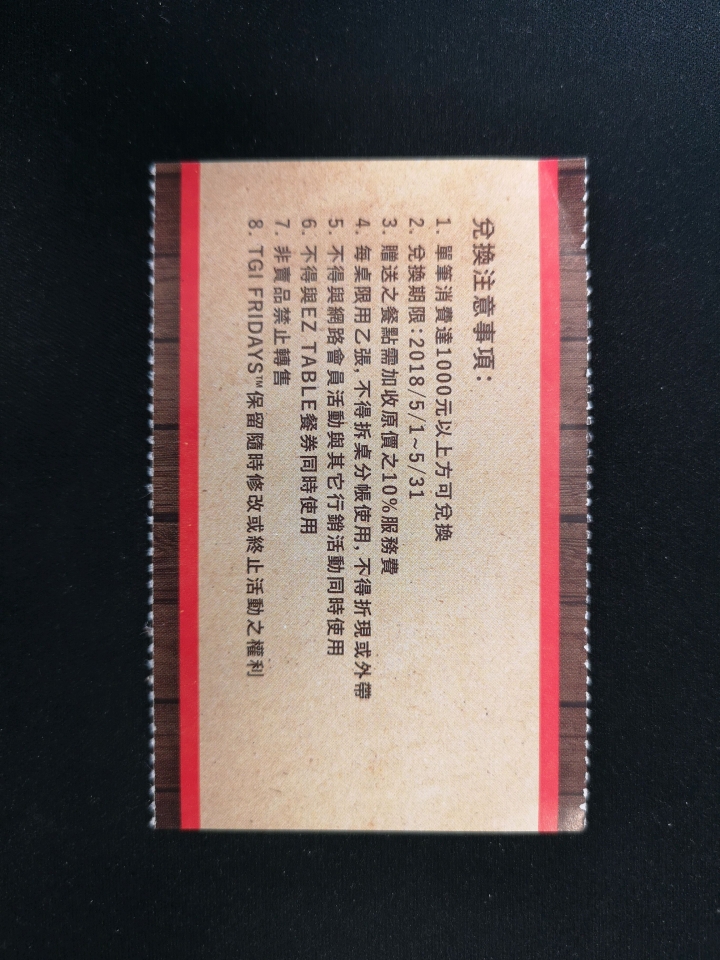 兌換注意事項：
1. 單筆消費達1000元以上方可兌換
2. 兌換期限：2018/5/1~5/31
3. 贈送之餐點需加收原價之10%服務費
4. 每桌限用乙張, 不得拆桌分帳使用, 不得折現或外帶
5. 不得與網路會員活動與其它行銷活動同時使用
6. 不得與EZ TABLE餐券同時使用
7. 非賣品禁止轉售
8. TGI FRIDAYS™保留隨時修改或終止活動之權利